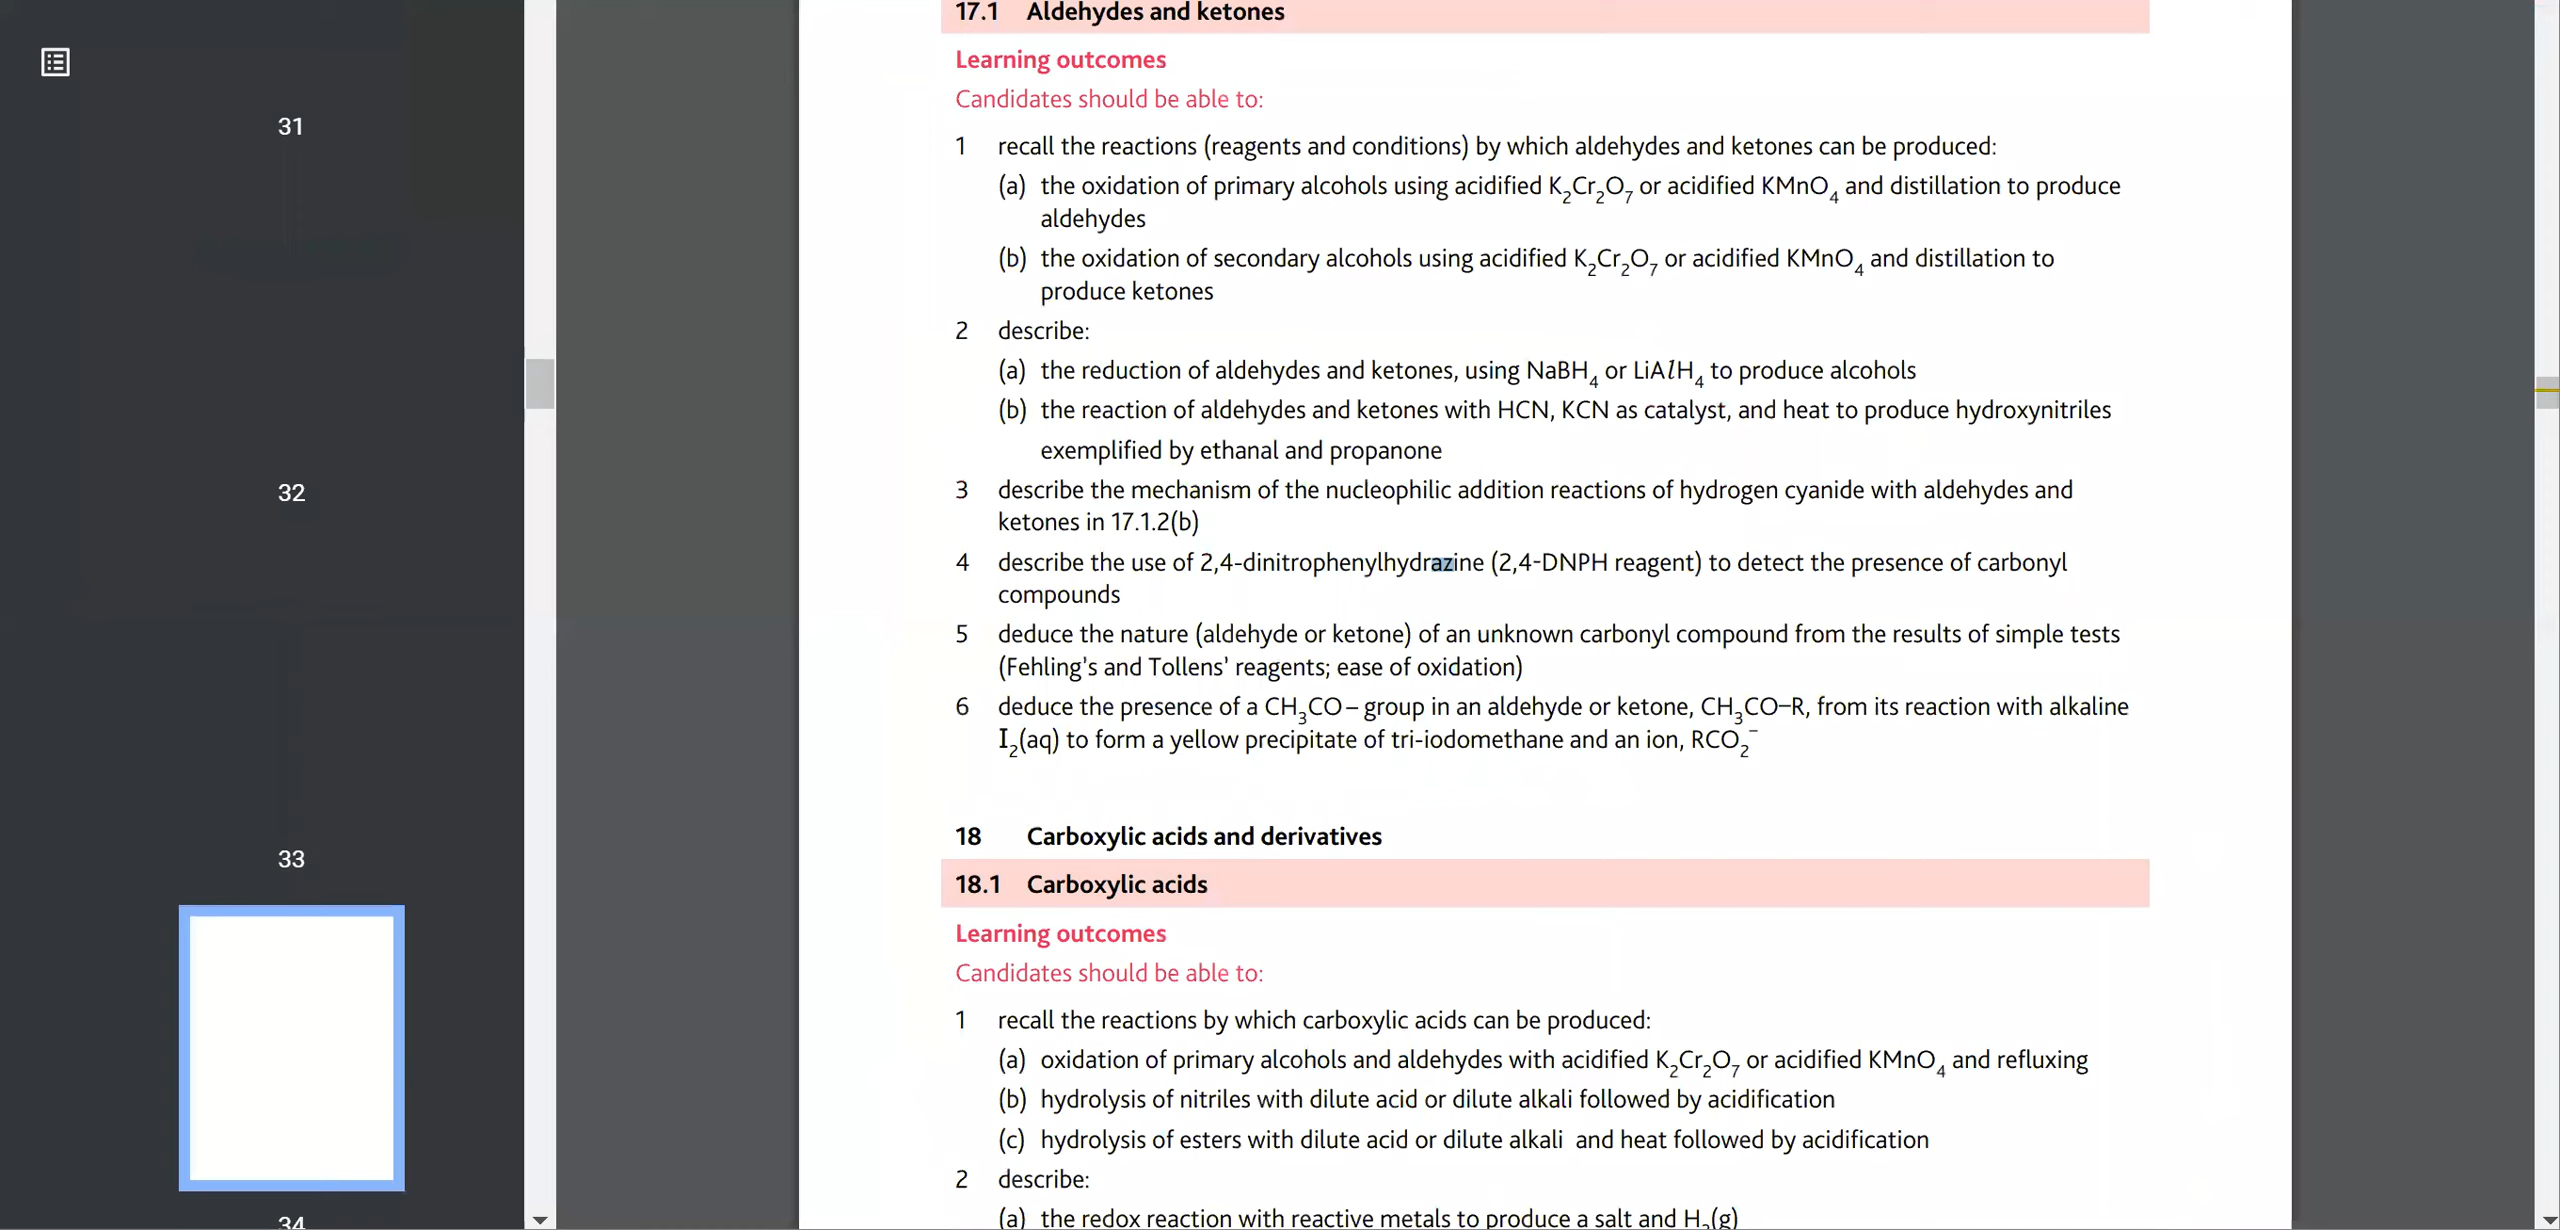 31
32
33
34
17.1 Aldehydes and ketones
Learning outcomes
Candidates should be able to:
1 recall the reactions (reagents and conditions) by which aldehydes and ketones can be produced:
(a) the oxidation of primary alcohols using acidified K₂Cr₂O₇ or acidified KMnO₄ and distillation to produce
aldehydes
(b) the oxidation of secondary alcohols using acidified K₂Cr₂O₇ or acidified KMnO₄ and distillation to
produce ketones
2 describe:
(a) the reduction of aldehydes and ketones, using NaBH₄ or LiAlH₄ to produce alcohols
(b) the reaction of aldehydes and ketones with HCN, KCN as catalyst, and heat to produce hydroxynitriles
exemplified by ethanal and propanone
3 describe the mechanism of the nucleophilic addition reactions of hydrogen cyanide with aldehydes and
ketones in 17.1.2(b)
4 describe the use of 2,4-dinitrophenylhydrazine (2,4-DNPH reagent) to detect the presence of carbonyl
compounds
5 deduce the nature (aldehyde or ketone) of an unknown carbonyl compound from the results of simple tests
(Fehling's and Tollens' reagents; ease of oxidation)
6 deduce the presence of a CH₃CO– group in an aldehyde or ketone, CH₃CO–R, from its reaction with alkaline
I₂(aq) to form a yellow precipitate of tri-iodomethane and an ion, RCO₂⁻
18 Carboxylic acids and derivatives
18.1 Carboxylic acids
Learning outcomes
Candidates should be able to:
1 recall the reactions by which carboxylic acids can be produced:
(a) oxidation of primary alcohols and aldehydes with acidified K₂Cr₂O₇ or acidified KMnO₄ and refluxing
(b) hydrolysis of nitriles with dilute acid or dilute alkali followed by acidification
(c) hydrolysis of esters with dilute acid or dilute alkali and heat followed by acidification
2 describe:
(a) the redox reaction with reactive metals to produce a salt and H₂(g)